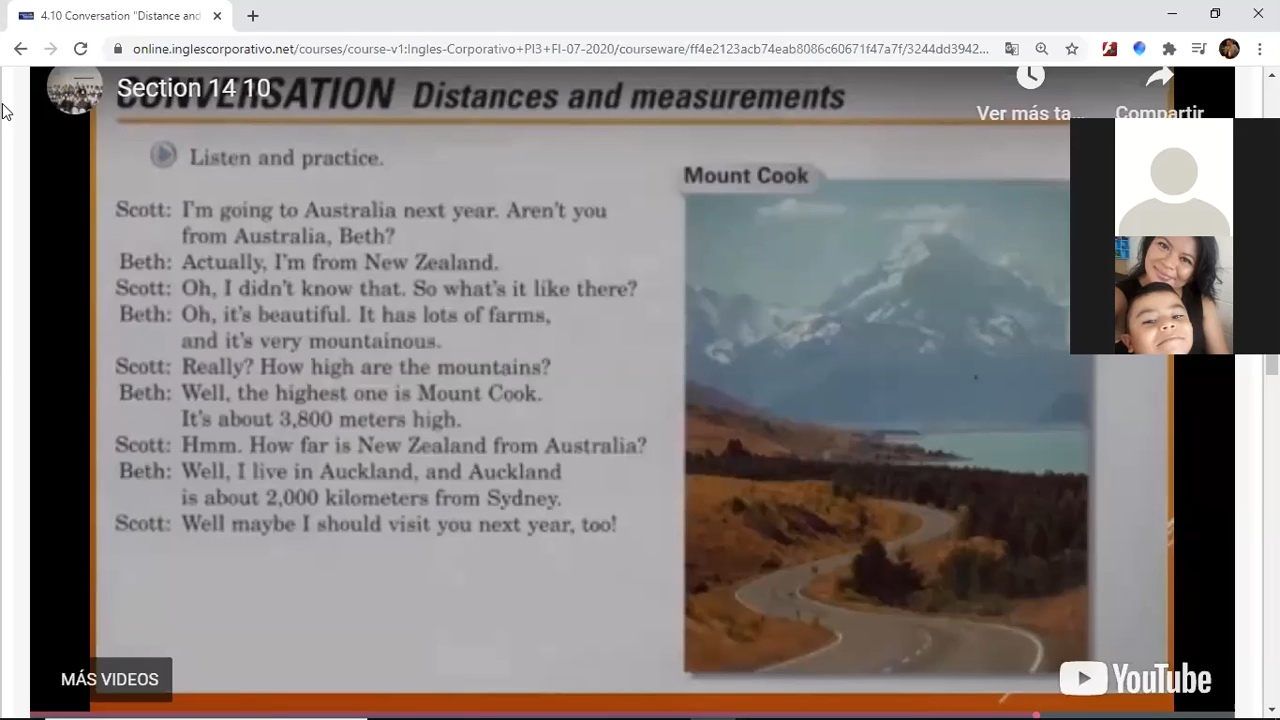 4.10 Conversation "Distance and
online.inglescorporativo.net/courses/course-v1:Ingles-Corporativo+PI3+FI-07-2020/courseware/ff4e2123acb74eab8086c60671f47a7f/3244dd3942...
Section 14 10
CONVERSATION Distances and measurements
Ver más ta...
Compartir
Listen and practice.
Mount Cook
Scott: I'm going to Australia next year. Aren't you
from Australia, Beth?
Beth: Actually, I'm from New Zealand.
Scott: Oh, I didn't know that. So what's it like there?
Beth: Oh, it's beautiful. It has lots of farms,
and it's very mountainous.
Scott: Really? How high are the mountains?
Beth: Well, the highest one is Mount Cook.
It's about 3,800 meters high.
Scott: Hmm. How far is New Zealand from Australia?
Beth: Well, I live in Auckland, and Auckland
is about 2,000 kilometers from Sydney.
Scott: Well maybe I should visit you next year, too!
MÁS VIDEOS
YouTube